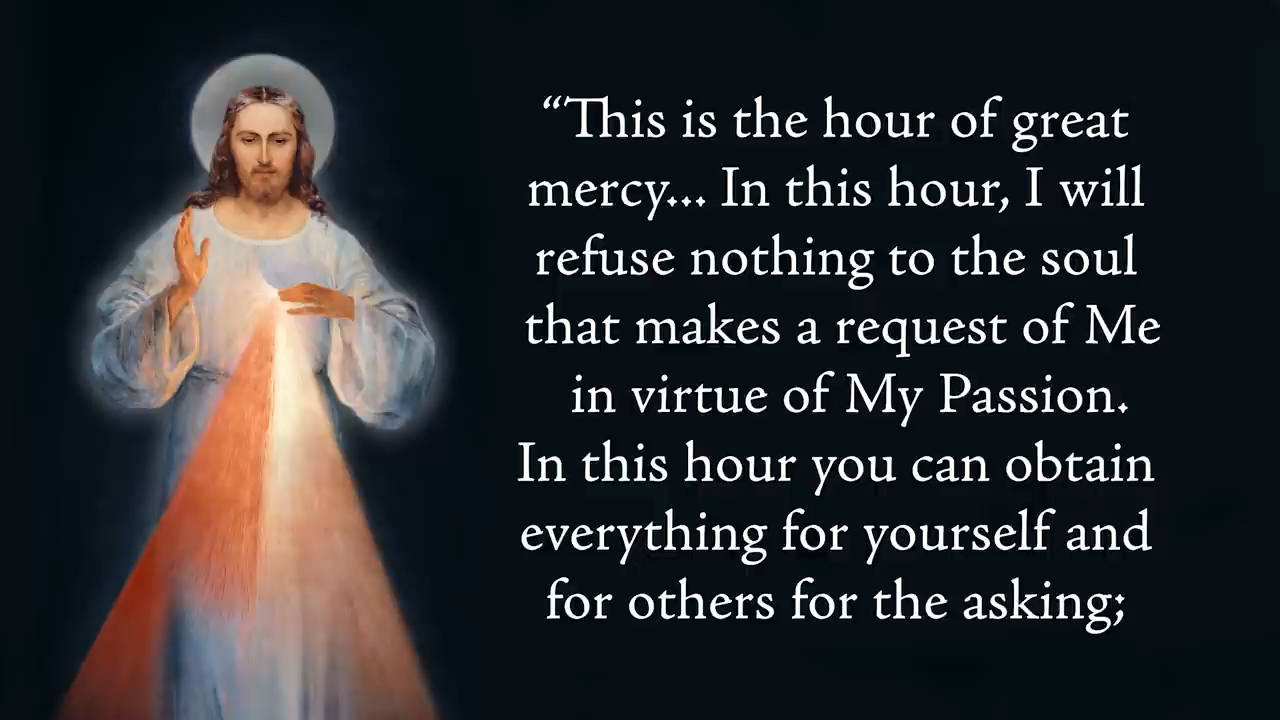 “This is the hour of great
mercy... In this hour, I will
refuse nothing to the soul
that makes a request of Me
in virtue of My Passion.
In this hour you can obtain
everything for yourself and
for others for the asking;